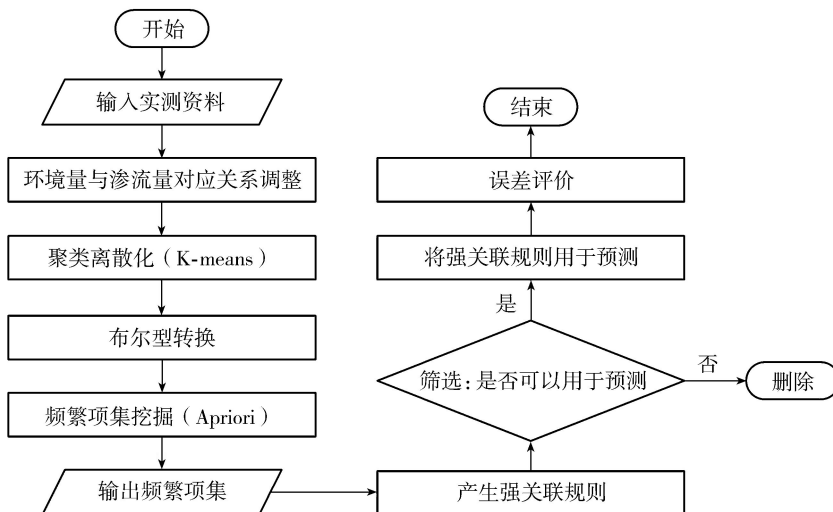 开始
输入实测资料
环境量与渗流量对应关系调整
聚类离散化（K-means）
布尔型转换
频繁项集挖掘（Apriori）
输出频繁项集
产生强关联规则
筛选：是否可以用于预测
否
删除
是
将强关联规则用于预测
误差评价
结束